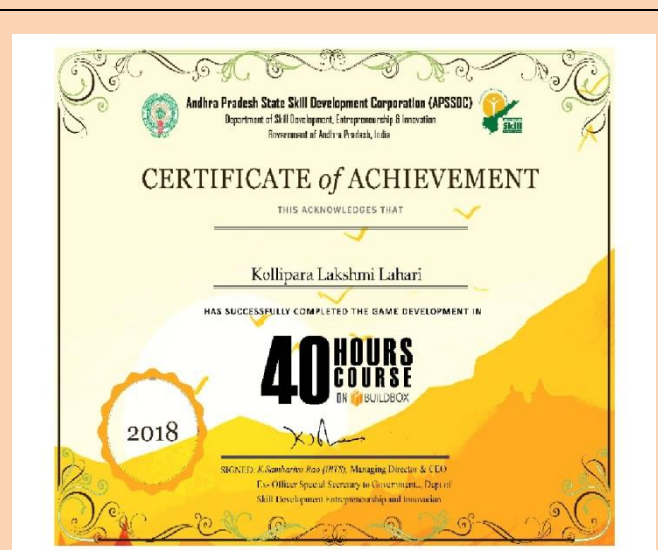 Andhra Pradesh State Skill Development Corporation (APSSDC)
Department of Skill Development, Entrepreneurship & Innovation
Government of Andhra Pradesh, India
Skill
CERTIFICATE of ACHIEVEMENT
THIS ACKNOWLEDGES THAT
Kollipara Lakshmi Lahari
HAS SUCCESSFULLY COMPLETED THE GAME DEVELOPMENT IN
40 HOURS
COURSE
ON BUILDBOX
2018
SIGNED: K.Sambasiva Rao (IRTS), Managing Director & CEO
Ex- Officer Special Secretary to Government., Dept of
Skill Development Entrepreneurship and Innovation